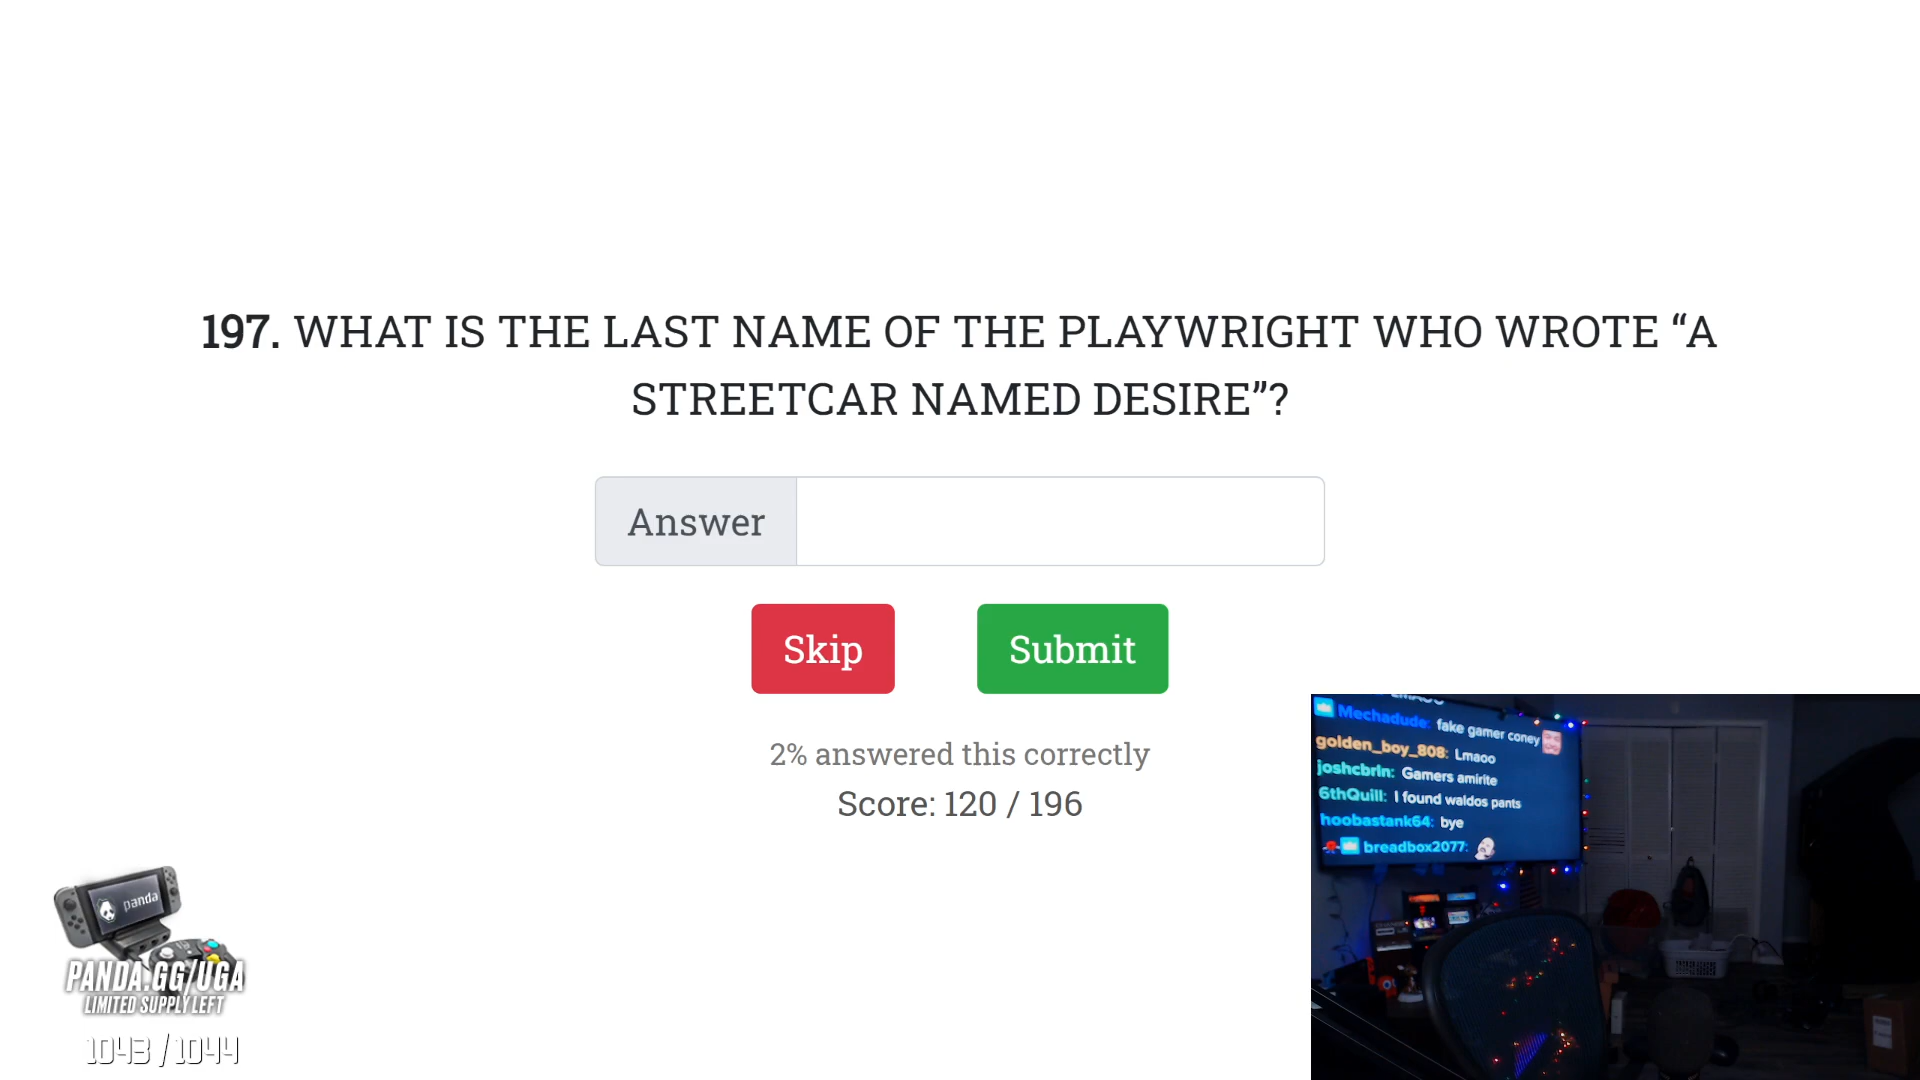 197. WHAT IS THE LAST NAME OF THE PLAYWRIGHT WHO WROTE “A
STREETCAR NAMED DESIRE”?
Answer
Skip
Submit
2% answered this correctly
Score: 120 / 196
Mechadude: fake gamer coney
golden_boy_808: Lmaoo
joshcbrln: Gamers amirite
6thQuill: I found waldos pants
hoobastank64: bye
breadbox2077:
panda
PANDA.GG/UGA
LIMITED SUPPLY LEFT
1043 / 1044